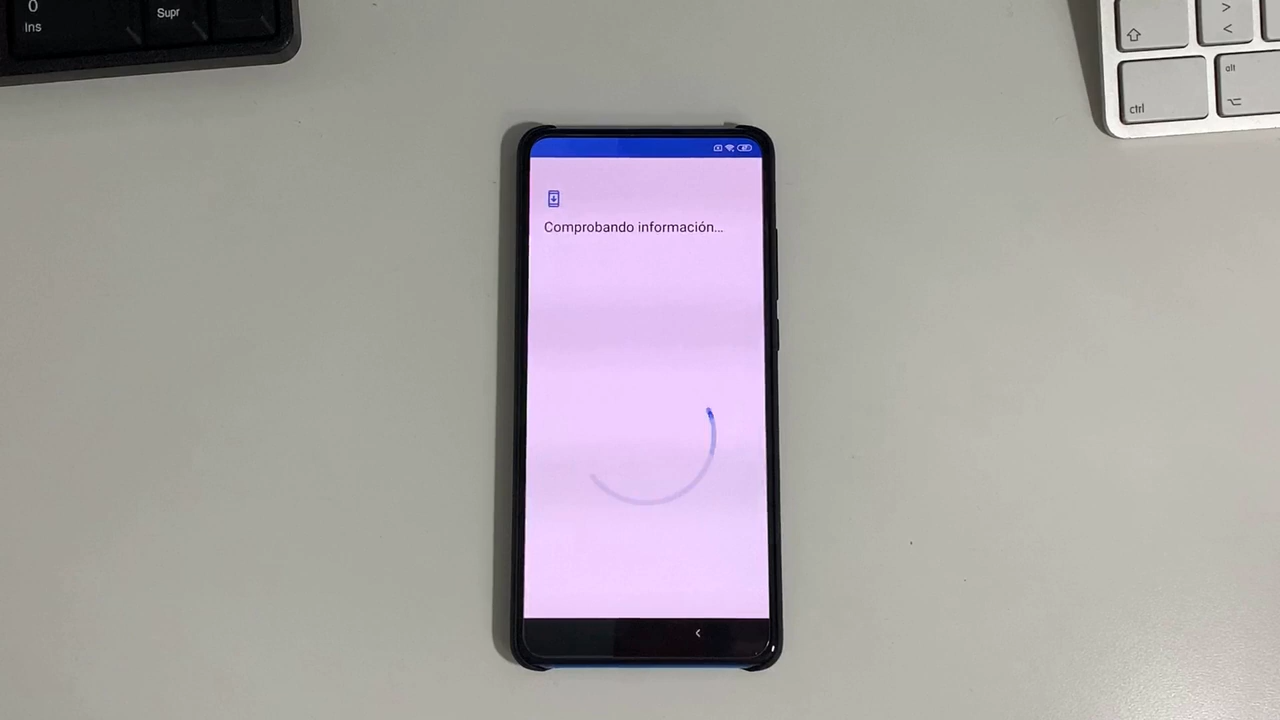 0
Ins
Supr
>
<
ctrl
alt
Comprobando información...